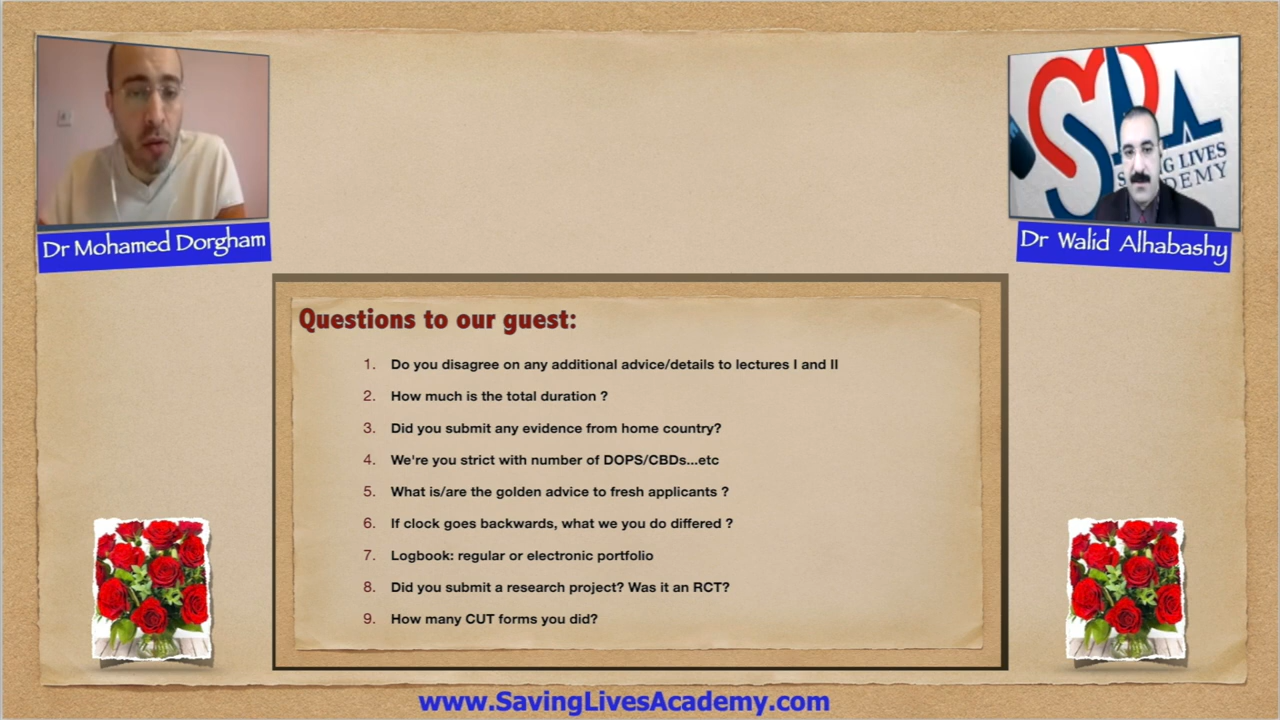 Dr Mohamed Dorgham
Dr Walid Alhabashy
Questions to our guest:
1. Do you disagree on any additional advice/details to lectures I and II
2. How much is the total duration ?
3. Did you submit any evidence from home country?
4. We're you strict with number of DOPS/CBDs...etc
5. What is/are the golden advice to fresh applicants ?
6. If clock goes backwards, what we you do differed ?
7. Logbook: regular or electronic portfolio
8. Did you submit a research project? Was it an RCT?
9. How many CUT forms you did?
www.SavingLivesAcademy.com